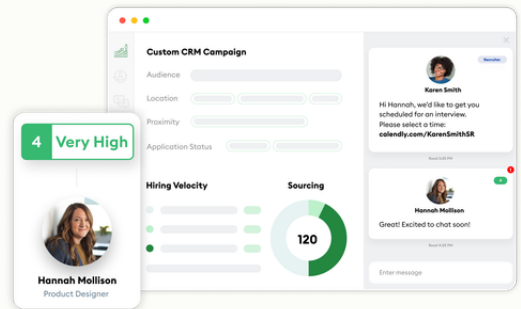 Custom CRM Campaign
Audience
Location
Proximity
Application Status
Hiring Velocity
Sourcing
120
4 Very High
Hannah Mollison
Product Designer
Recruiter
Karen Smith
Hi Hannah, we'd like to get you
scheduled for an interview.
Please select a time:
calendly.com/KarenSmithSR
Hannah Mollison
Great! Excited to chat soon!
Enter message